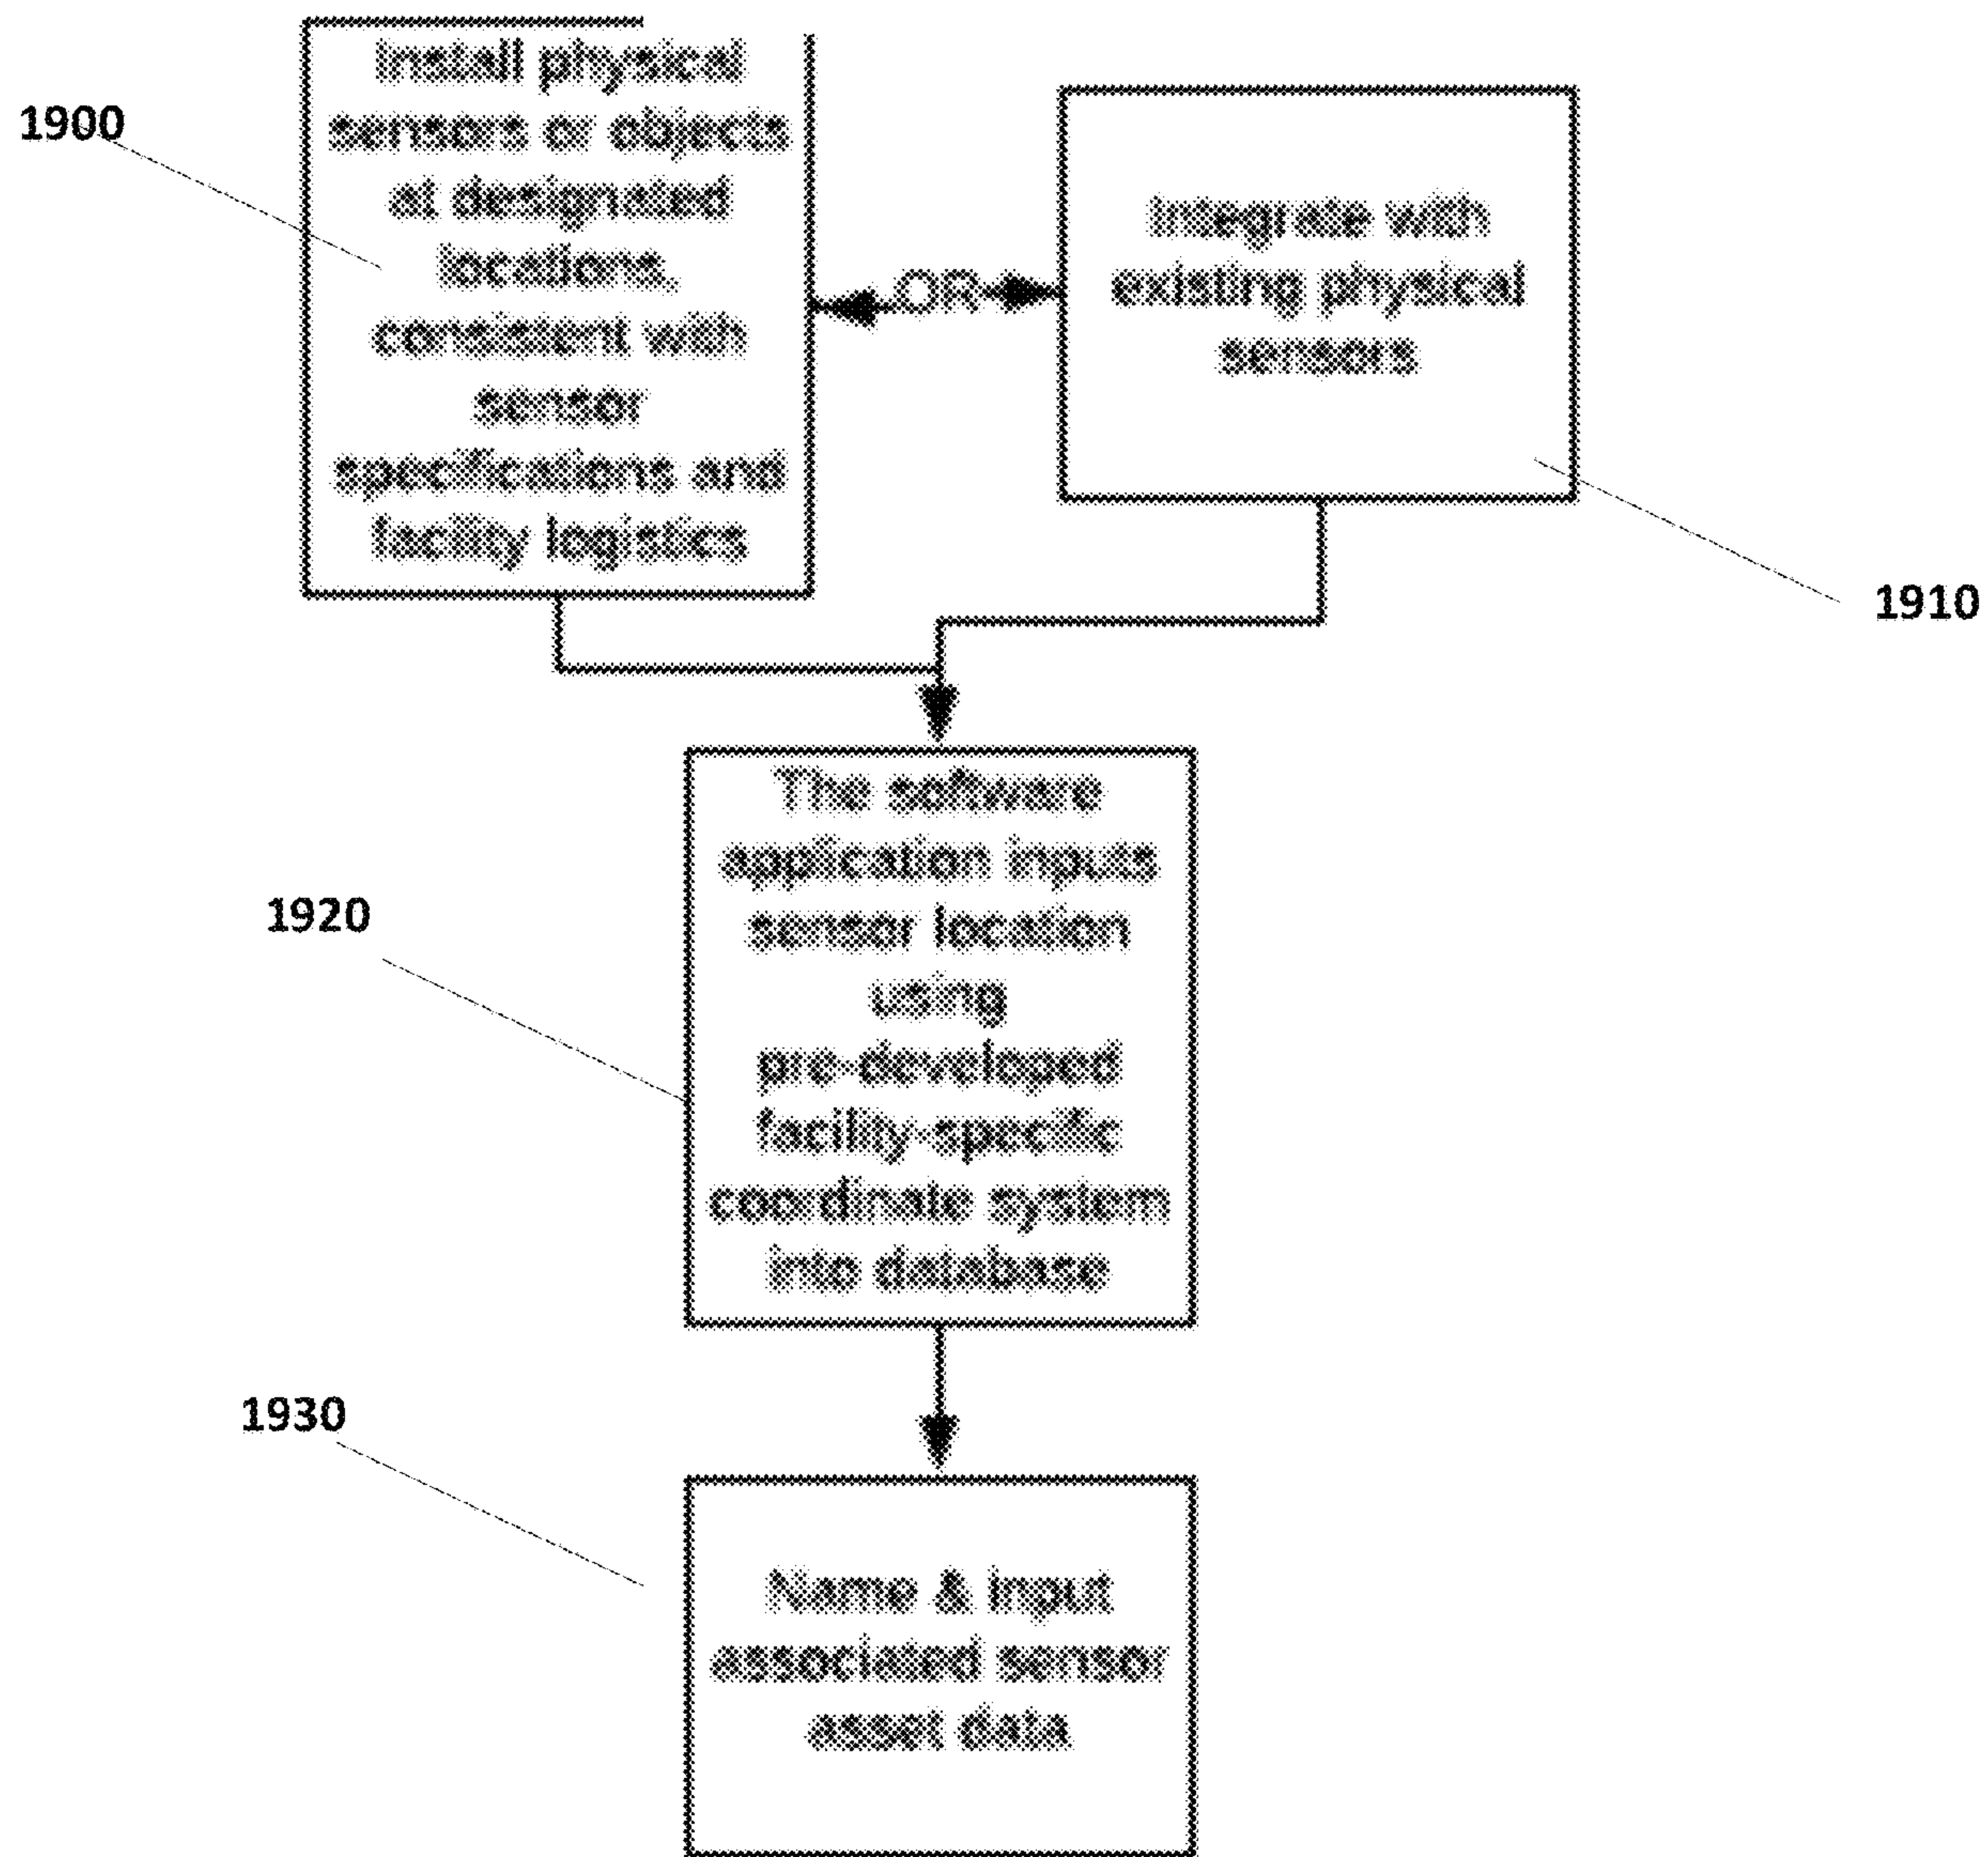 1900
Install physical
sensors or objects
at designated
locations,
consistent with
sensor
specifications and
facility logistics
OR
Integrate with
existing physical
sensors
1910
1920
The software
application inputs
sensor location
using
pre-developed
facility-specific
coordinate system
into database
1930
Name & input
associated sensor
asset data